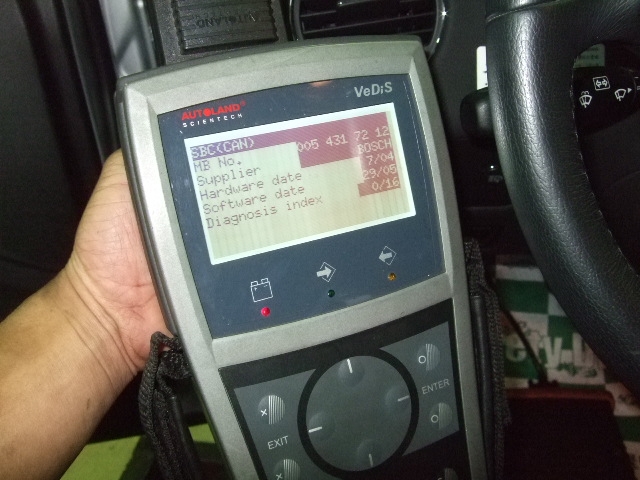 AUTOLAND
AUTOLAND®
SCIENTECH
VeDiS
SBC(CAN)
MB No. 005 431 72 12
Supplier BOSCH
Hardware date 7/04
Software date 29/05
Diagnosis index 0/16
ENTER
EXIT